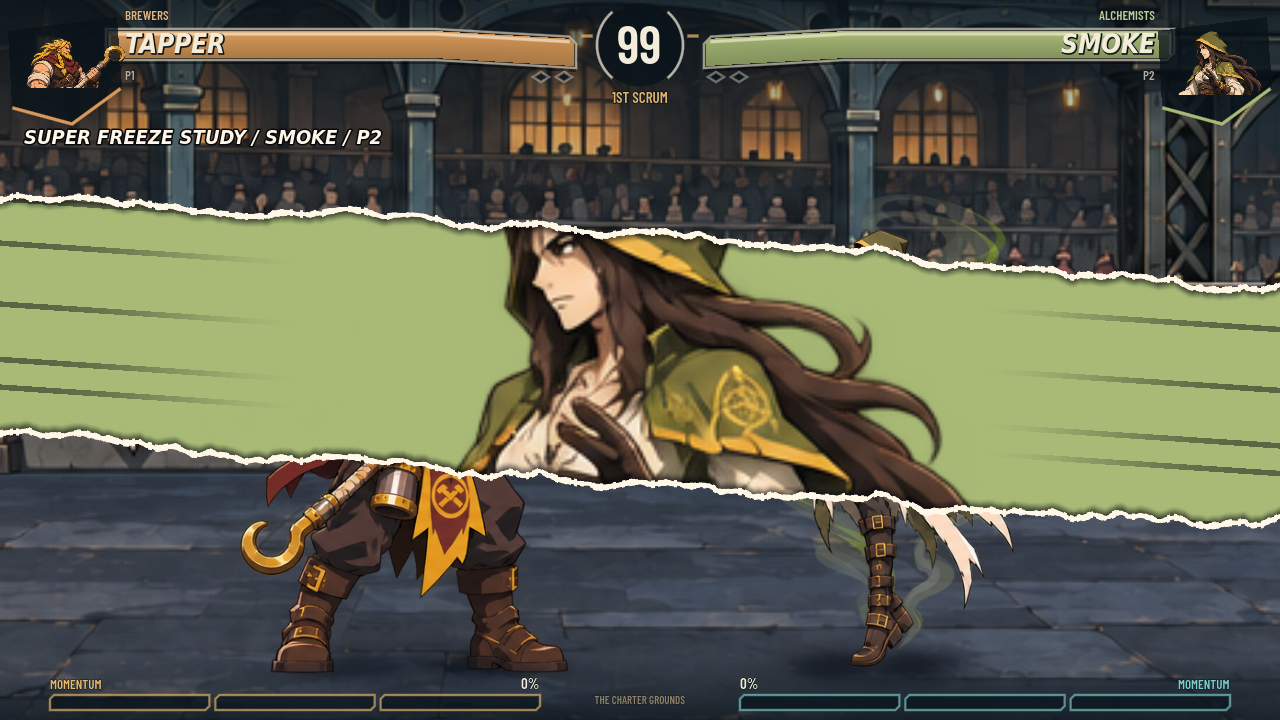 BREWERS
TAPPER
P1
99
1ST SCRUM
ALCHEMISTS
SMOKE
P2
SUPER FREEZE STUDY / SMOKE / P2
MOMENTUM
0%
THE CHARTER GROUNDS
0%
MOMENTUM